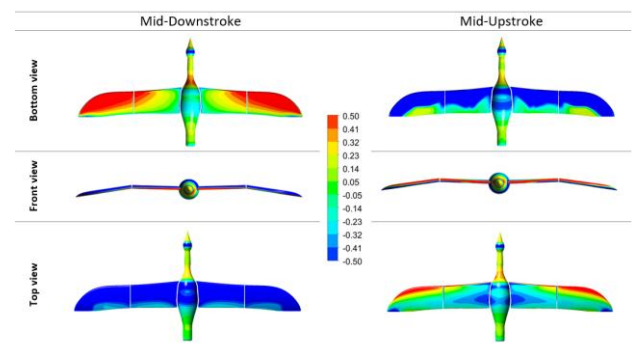 Mid-Downstroke
Mid-Upstroke
Bottom view
0.50
0.41
0.32
0.23
0.14
0.05
-0.05
-0.14
-0.23
-0.32
-0.41
-0.50
Front view
Top view